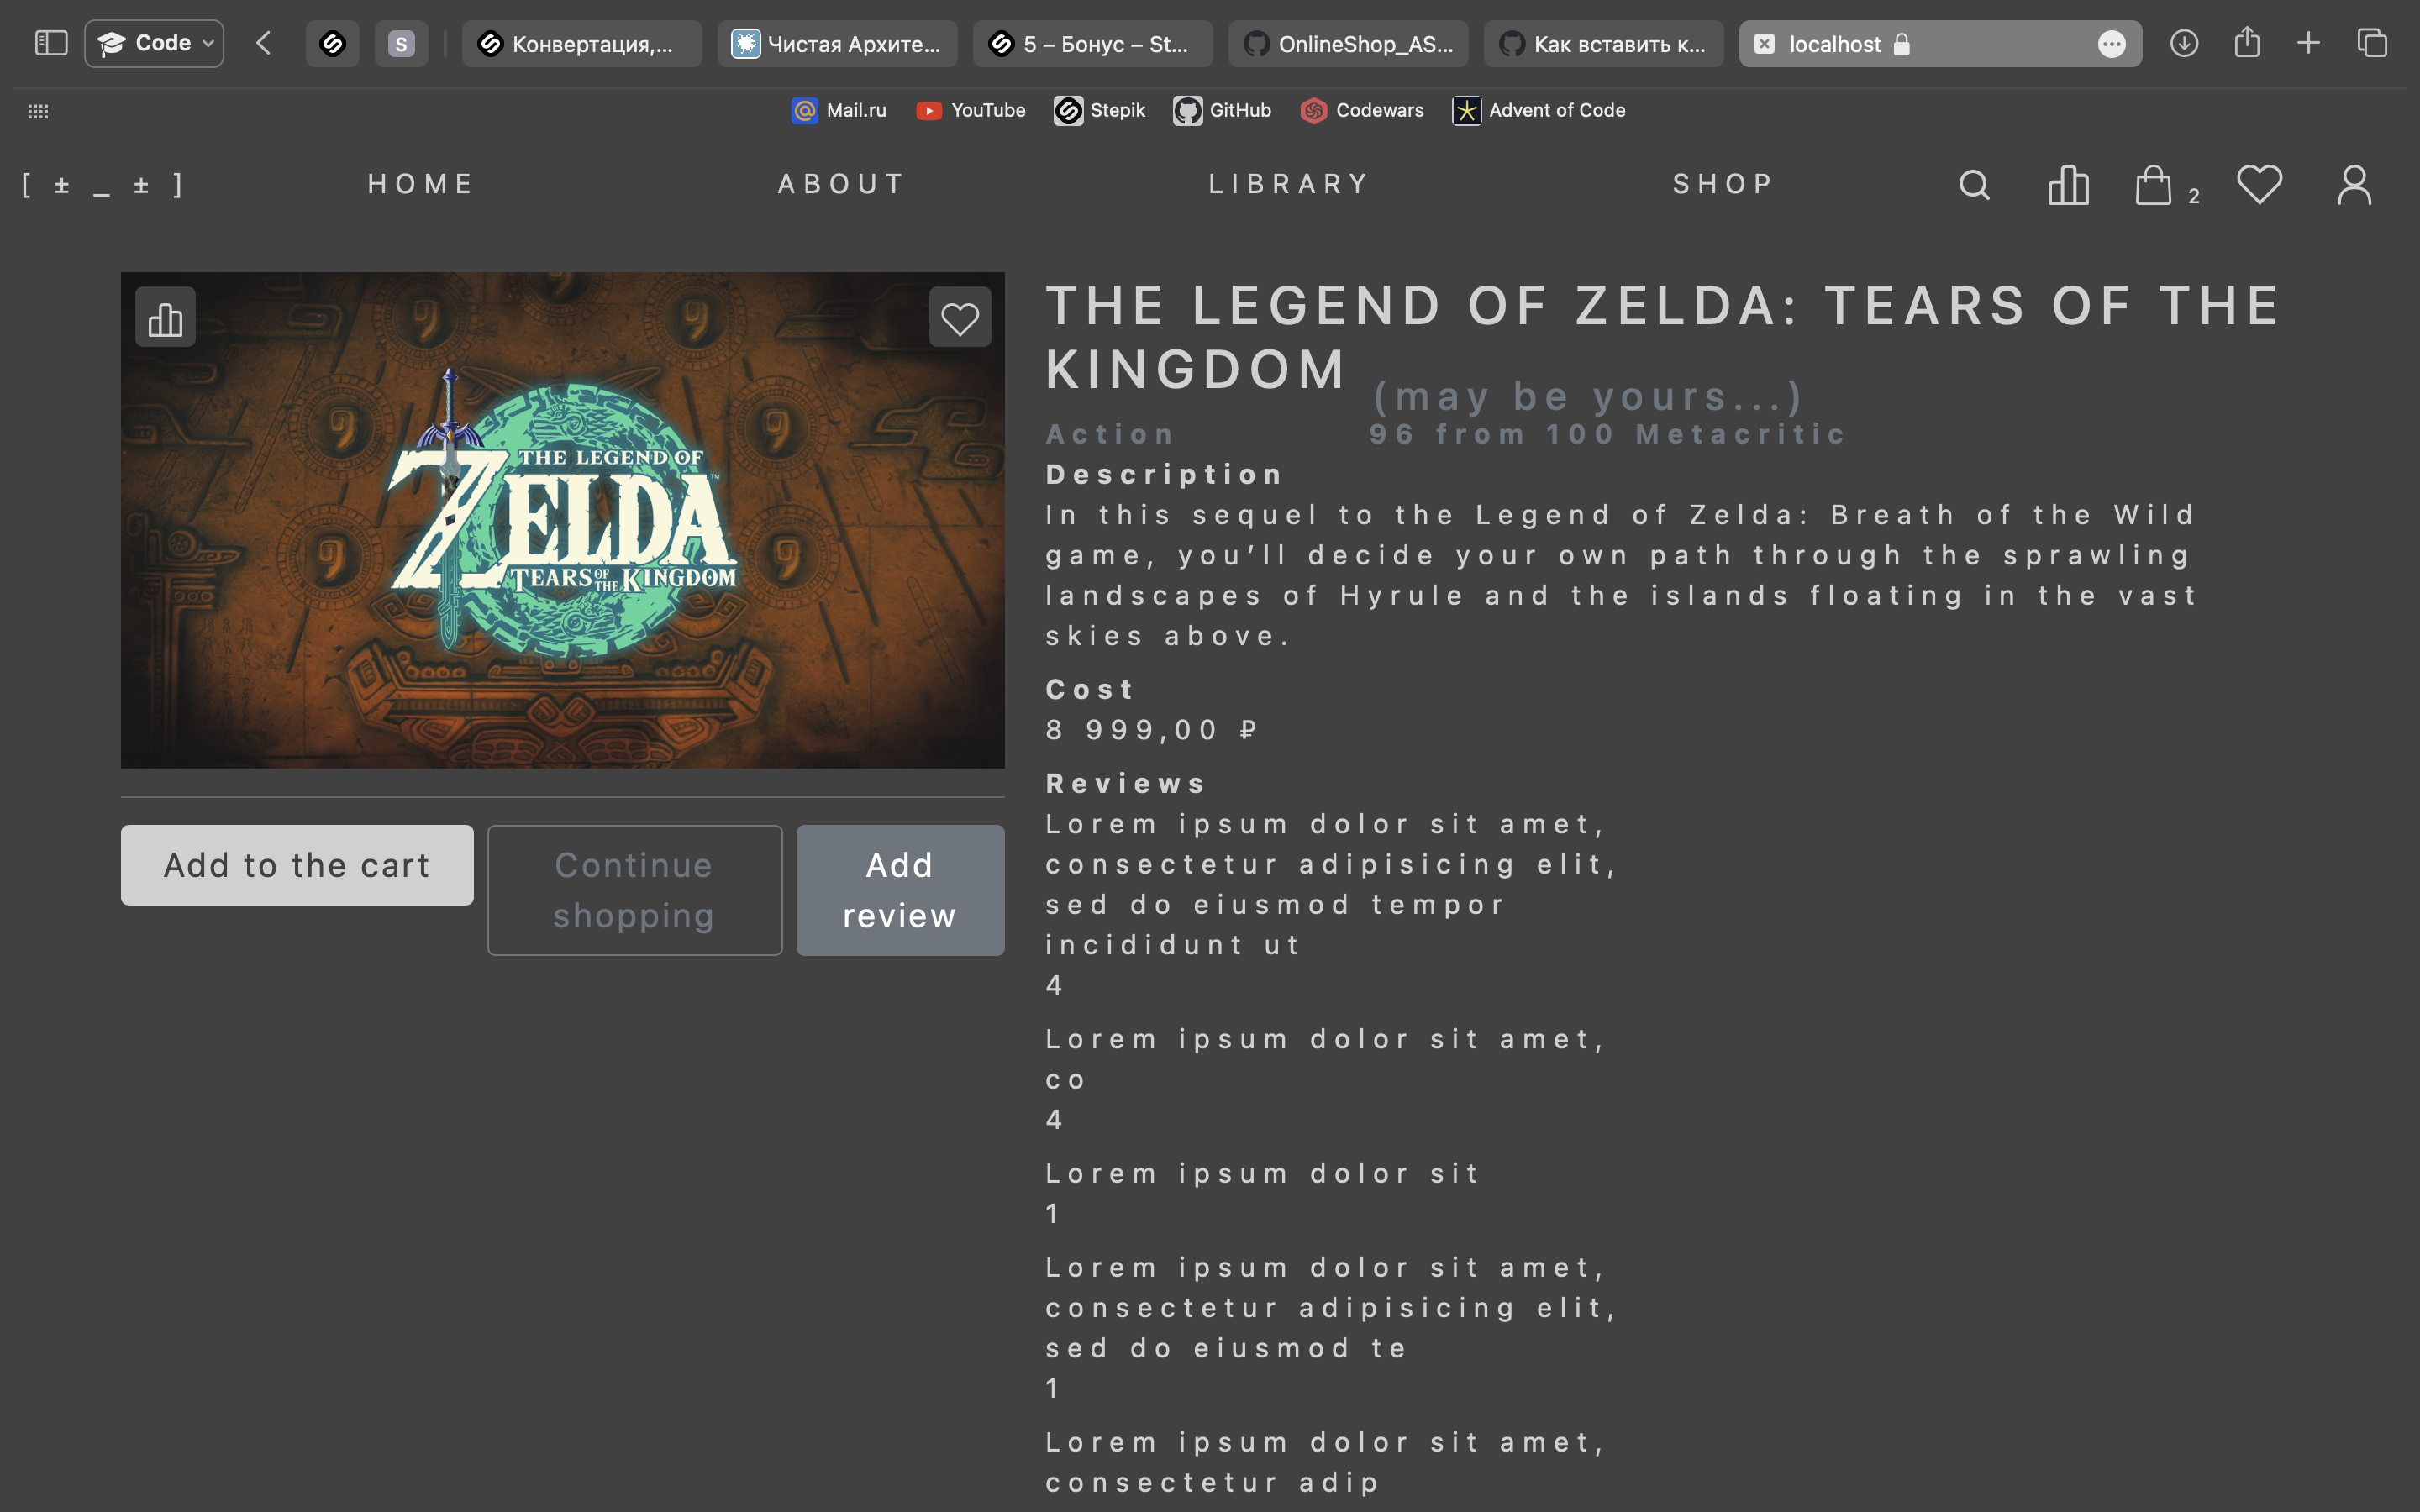 Code
S
Конвертация,...
Чистая Архите...
5 – Бонус – St...
OnlineShop_AS...
Как вставить к...
localhost
Mail.ru
YouTube
Stepik
GitHub
Codewars
Advent of Code
[ ± _ ± ]
HOME
ABOUT
LIBRARY
SHOP
2
THE LEGEND OF
ZELDA
TEARS OF THE KINGDOM
Add to the cart
Continue
shopping
Add
review
THE LEGEND OF ZELDA: TEARS OF THE
KINGDOM (may be yours...)
Action 96 from 100 Metacritic
Description
In this sequel to the Legend of Zelda: Breath of the Wild
game, you’ll decide your own path through the sprawling
landscapes of Hyrule and the islands floating in the vast
skies above.
Cost
8 999,00 ₽
Reviews
Lorem ipsum dolor sit amet,
consectetur adipisicing elit,
sed do eiusmod tempor
incididunt ut
4
Lorem ipsum dolor sit amet,
co
4
Lorem ipsum dolor sit
1
Lorem ipsum dolor sit amet,
consectetur adipisicing elit,
sed do eiusmod te
1
Lorem ipsum dolor sit amet,
consectetur adip